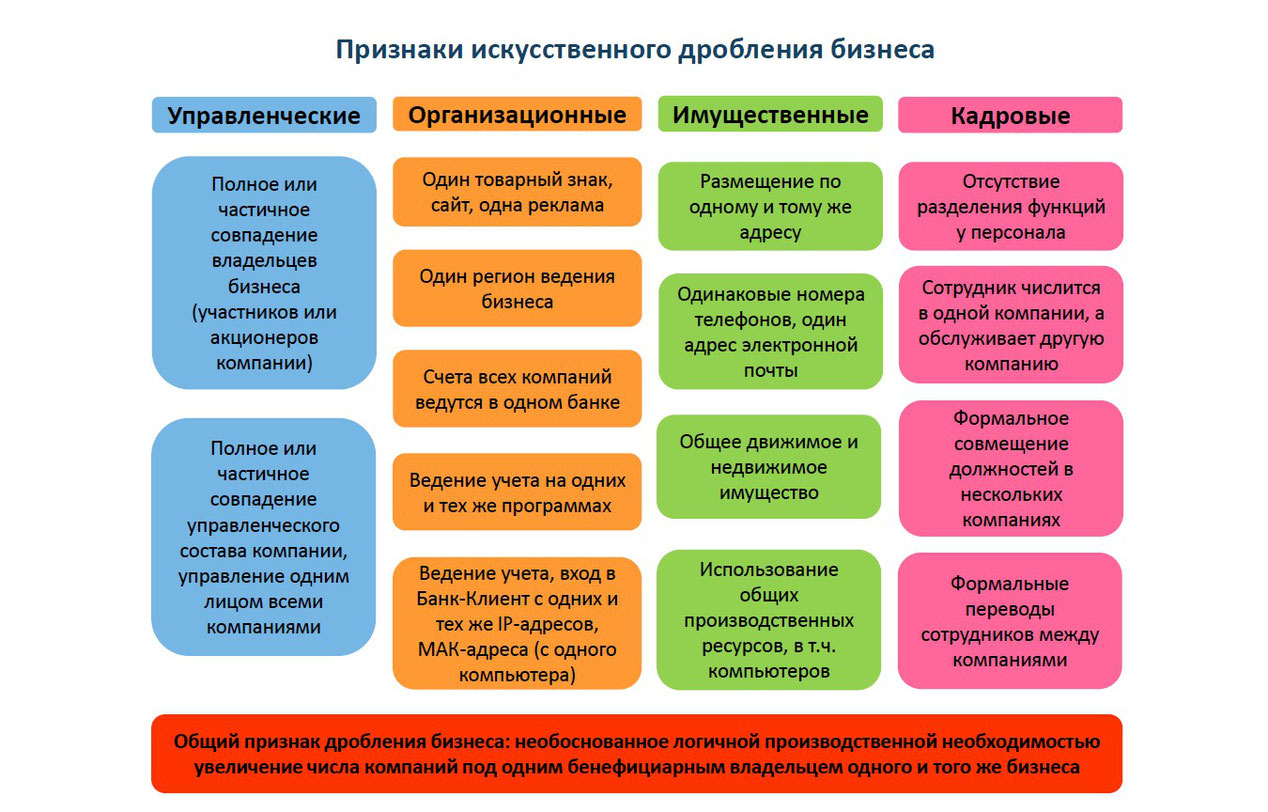 Признаки искусственного дробления бизнеса
Управленческие
Полное или
частичное
совпадение
владельцев
бизнеса
(участников или
акционеров
компании)
Полное или
частичное
совпадение
управленческого
состава компании,
управление одним
лицом всеми
компаниями
Организационные
Один товарный знак,
сайт, одна реклама
Один регион ведения
бизнеса
Счета всех компаний
ведутся в одном банке
Ведение учета на одних
и тех же программах
Ведение учета, вход в
Банк-Клиент с одних и
тех же IP-адресов,
МАК-адреса (с одного
компьютера)
Имущественные
Размещение по
одному и тому же
адресу
Одинаковые номера
телефонов, один
адрес электронной
почты
Общее движимое и
недвижимое
имущество
Использование
общих
производственных
ресурсов, в т.ч.
компьютеров
Кадровые
Отсутствие
разделения функций
у персонала
Сотрудник числится
в одной компании, а
обслуживает другую
компанию
Формальное
совмещение
должностей в
нескольких
компаниях
Формальные
переводы
сотрудников между
компаниями
Общий признак дробления бизнеса: необоснованное логичной производственной необходимостью
увеличение числа компаний под одним бенефициарным владельцем одного и того же бизнеса